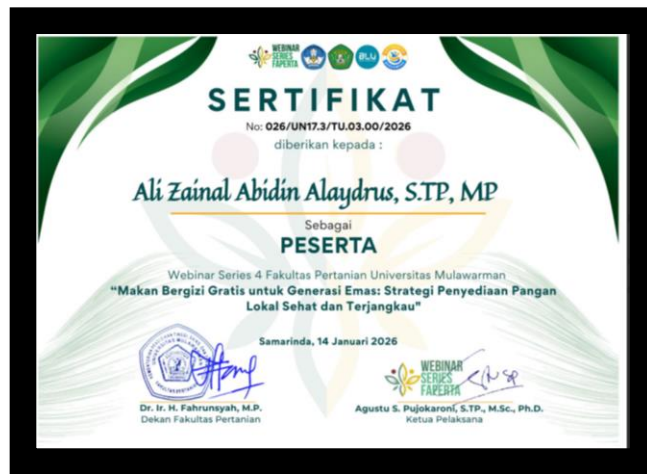 WEBINAR
SERIES
FAPERTA
BLU
SERTIFIKAT
No: 026/UN17.3/TU.03.00/2026
diberikan kepada :
Ali Zainal Abidin Alaydrus, S.TP, MP
Sebagai
PESERTA
Webinar Series 4 Fakultas Pertanian Universitas Mulawarman
“Makan Bergizi Gratis untuk Generasi Emas: Strategi Penyediaan Pangan
Lokal Sehat dan Terjangkau"
Samarinda, 14 Januari 2026
WEBINAR
SERIES
FAPERTA
Dr. Ir. H. Fahrunsyah, M.P.
Dekan Fakultas Pertanian
Agustu S. Pujokaroni, S.TP., M.Sc., Ph.D.
Ketua Pelaksana